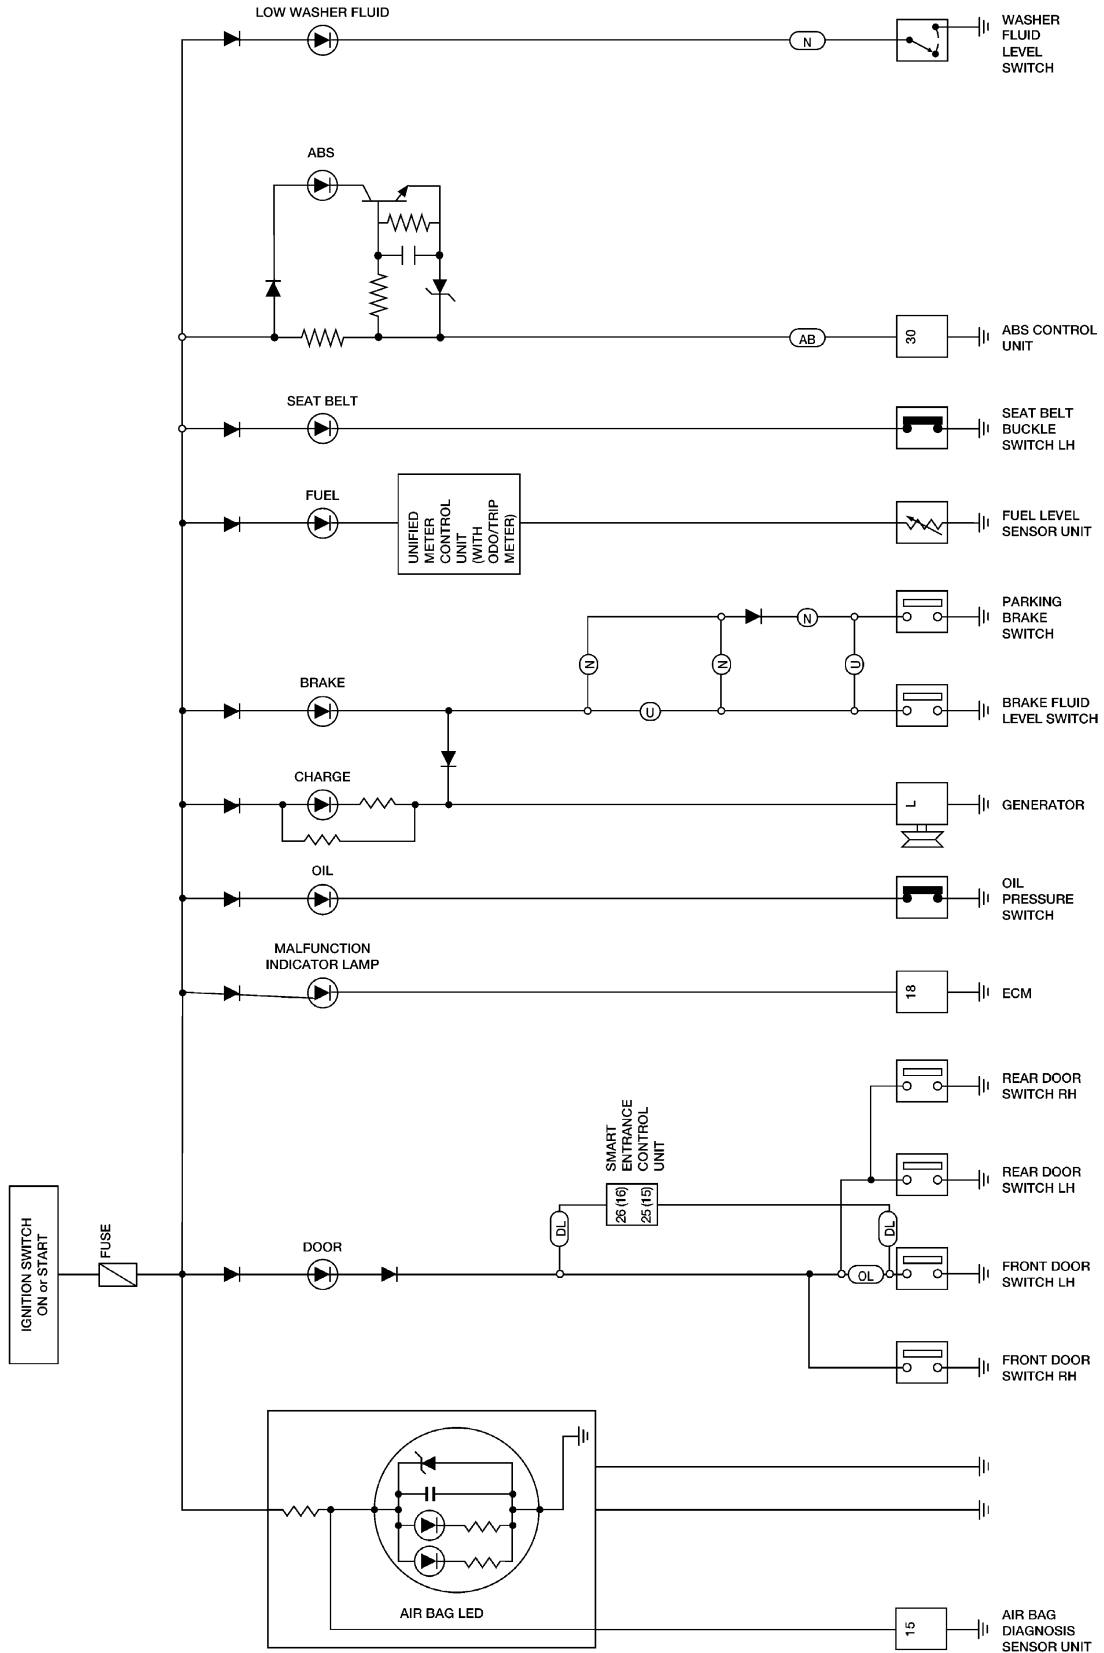 LOW WASHER FLUID
N
WASHER
FLUID
LEVEL
SWITCH
ABS
AB
30
ABS CONTROL
UNIT
SEAT BELT
SEAT BELT
BUCKLE
SWITCH LH
FUEL
UNIFIED
METER
CONTROL
UNIT
(WITH
ODO/TRIP
METER)
FUEL LEVEL
SENSOR UNIT
N
PARKING
BRAKE
SWITCH
N
N
U
BRAKE
U
BRAKE FLUID
LEVEL SWITCH
CHARGE
L
GENERATOR
OIL
OIL
PRESSURE
SWITCH
MALFUNCTION
INDICATOR LAMP
18
ECM
REAR DOOR
SWITCH RH
SMART
ENTRANCE
CONTROL
UNIT
26 (16)
25 (15)
REAR DOOR
SWITCH LH
DL
DL
IGNITION SWITCH
ON or START
FUSE
DOOR
OL
FRONT DOOR
SWITCH LH
FRONT DOOR
SWITCH RH
AIR BAG LED
15
AIR BAG
DIAGNOSIS
SENSOR UNIT